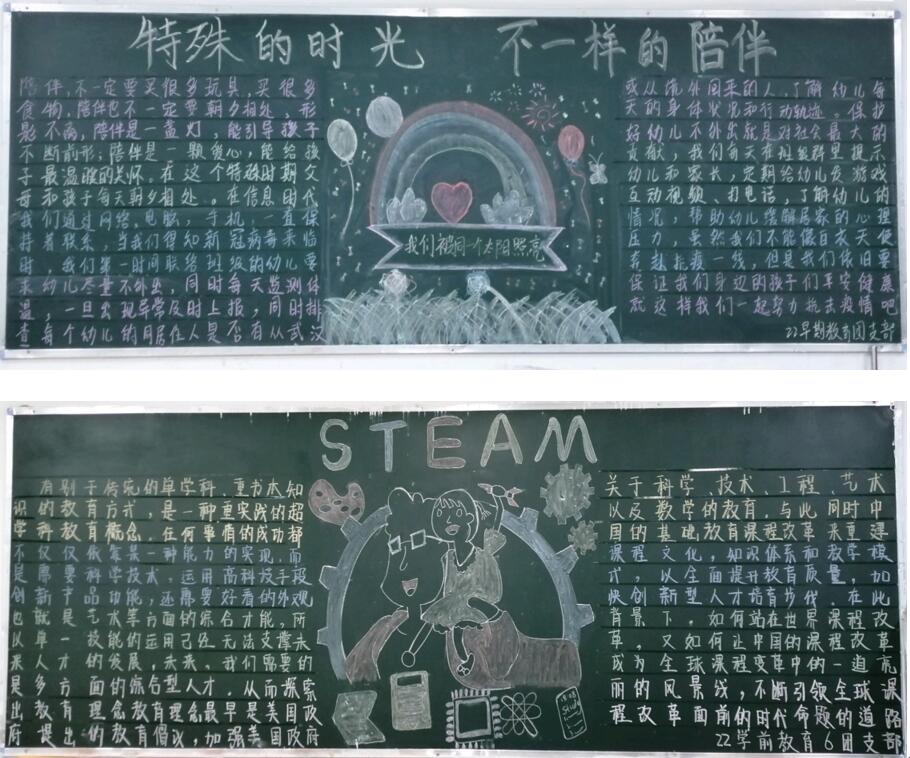 特殊的时光 不一样的陪伴
陪伴,不一定要买很多玩具,买很多
食物,陪伴也不一定要朝夕相处,形
影不离,陪伴是一盏灯,能引导孩子
不断前形;陪伴是一颗爱心,能给孩
子最温暖的关怀。在这个特殊时期父
母和孩子每天朝夕相处。在信息时代
我们通过网络、电脑、手机,一直保
持着联系,当我们得知新冠病毒来临
时,我们第一时间联络班级的幼儿要
求幼儿尽量不外出,同时每天监测体
温,一旦出现异常及时上报,同时排
查每个幼儿的同居住人是否有从武汉
我们被同一个太阳照亮
或从境外回来的人,了解幼儿每
天的身体状况和行动轨迹。保护
好幼儿不外出就是对社会最大的
贡献,我们每天在班级群里提示
幼儿和家长,定期给幼儿发游戏
互动视频、打电话,了解幼儿的
情况,帮助幼儿缓解居家的心理
压力,虽然我们不能像白衣天使
奔赴抗疫一线,但是我们依旧要
保证我们身边的孩子们平安健康
就这样我们一起努力抗击疫情吧
22早期教育团支部
STEAM
有别于传统的单学科、重书本知
识的教育方式,是一种重实践的超
学科教育概念。任何事情的成功都
不仅仅依靠某一种能力的实现,而
是需要科学技术,运用高科技手段
创新产品功能,还需要好看的外观
也就是艺术等方面的综合才能,所
以单一技能的运用已经无法支撑未
来人才的发展,未来,我们需要的
是多方面的综合型人才。从而探索
出教育理念教育理念最早是美国政
府提出的教育倡议,加强美国政府
关于科学、技术、工程、艺术
以及数学的教育。与此同时中
国的基础教育课程改革来重建
课程文化,知识体系和教学模
式,以全面提升教育质量,加
快创新型人才培育步伐。在此
背景下,如何站在世界课程改
革,又如何让中国的课程改革
成为全球课程变革中的一道亮
丽的风景线,不断引领全球课
程改革面前的时代命题的道路
22学前教育6团支部